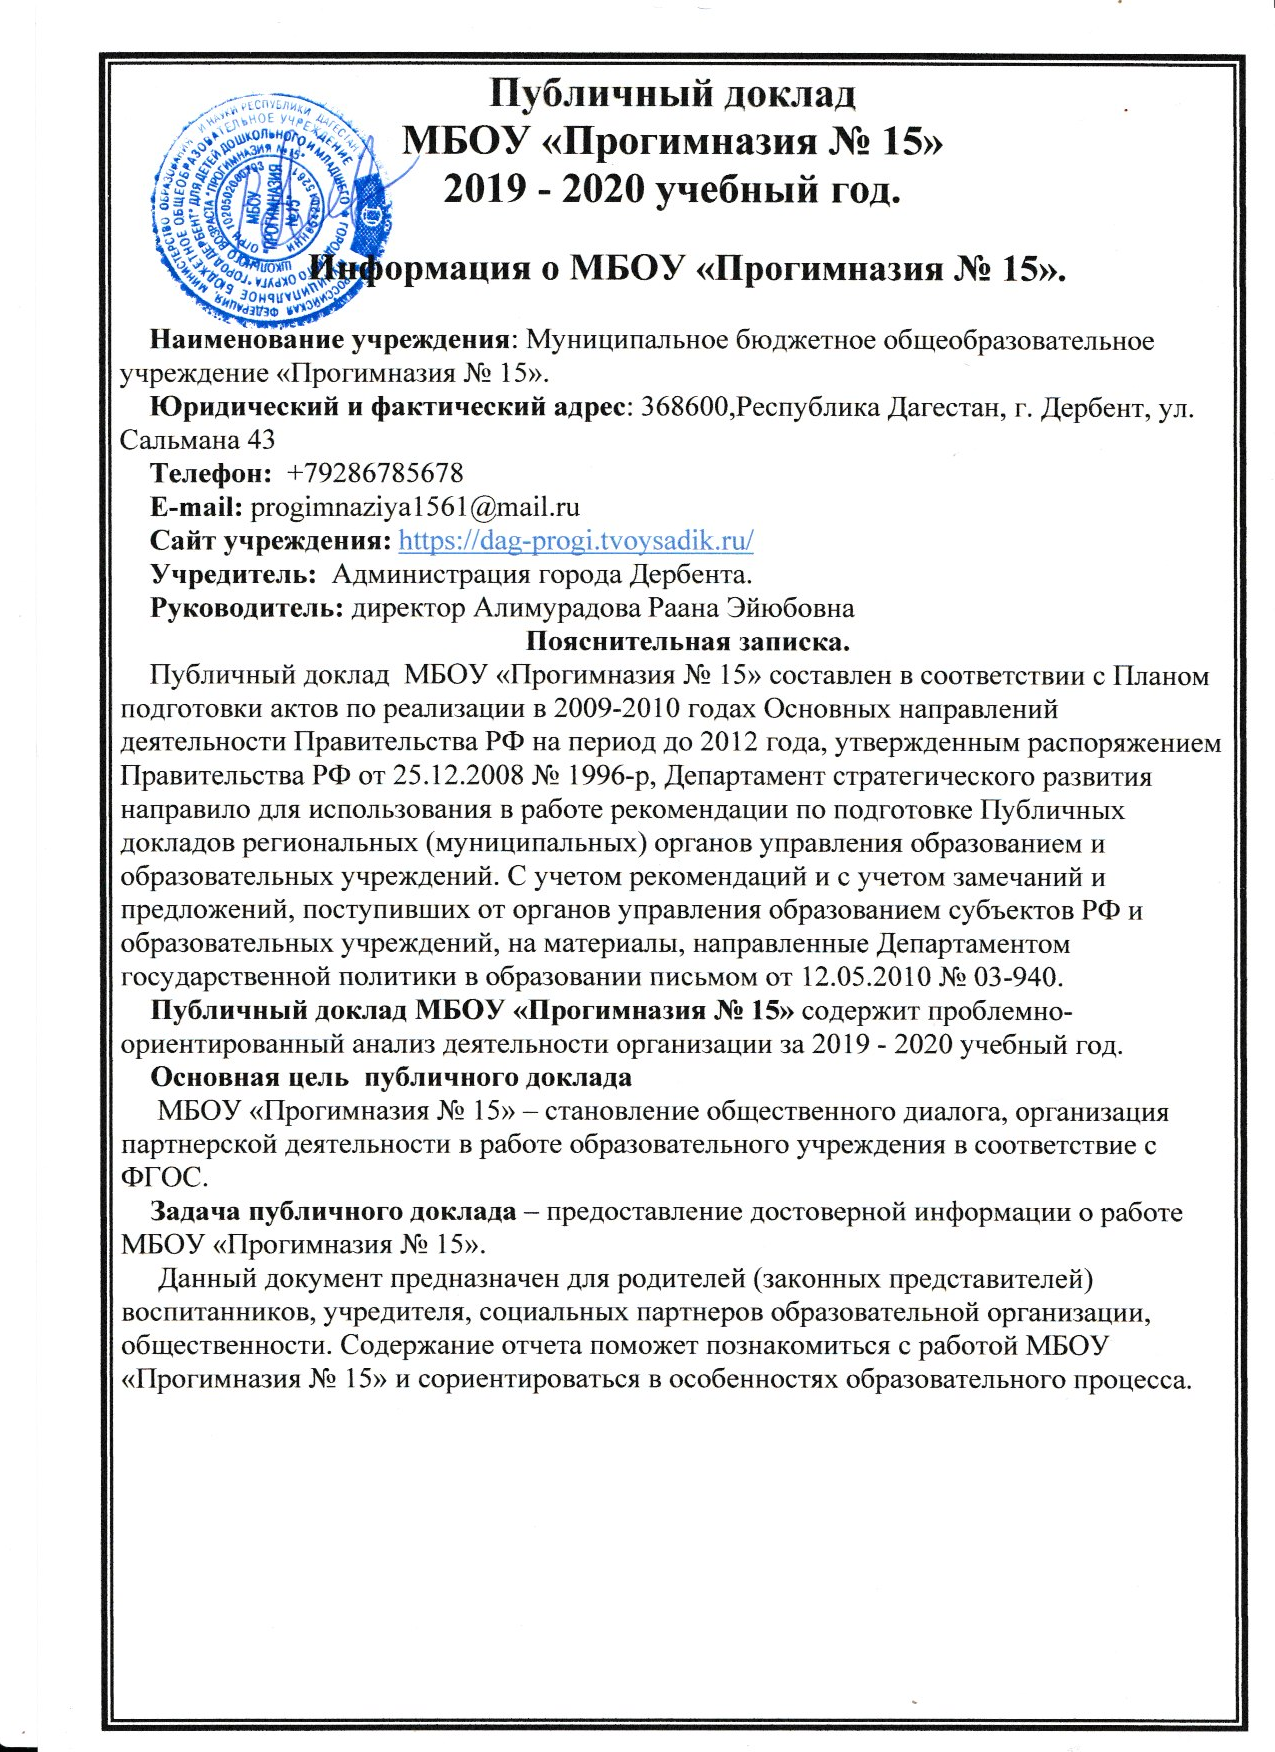 Публичный доклад
МБОУ «Прогимназия № 15»
2019 - 2020 учебный год.
Информация о МБОУ «Прогимназия № 15».
Наименование учреждения: Муниципальное бюджетное общеобразовательное
учреждение «Прогимназия № 15».
Юридический и фактический адрес: 368600,Республика Дагестан, г. Дербент, ул.
Сальмана 43
Телефон:  +79286785678
E-mail: progimnaziya1561@mail.ru
Сайт учреждения: https://dag-progi.tvoysadik.ru/
Учредитель:  Администрация города Дербента.
Руководитель: директор Алимурадова Раана Эйюбовна
Пояснительная записка.
Публичный доклад  МБОУ «Прогимназия № 15» составлен в соответствии с Планом
подготовки актов по реализации в 2009-2010 годах Основных направлений
деятельности Правительства РФ на период до 2012 года, утвержденным распоряжением
Правительства РФ от 25.12.2008 № 1996-р, Департамент стратегического развития
направило для использования в работе рекомендации по подготовке Публичных
докладов региональных (муниципальных) органов управления образованием и
образовательных учреждений. С учетом рекомендаций и с учетом замечаний и
предложений, поступивших от органов управления образованием субъектов РФ и
образовательных учреждений, на материалы, направленные Департаментом
государственной политики в образовании письмом от 12.05.2010 № 03-940.
Публичный доклад МБОУ «Прогимназия № 15» содержит проблемно-
ориентированный анализ деятельности организации за 2019 - 2020 учебный год.
Основная цель  публичного доклада
МБОУ «Прогимназия № 15» – становление общественного диалога, организация
партнерской деятельности в работе образовательного учреждения в соответствие с
ФГОС.
Задача публичного доклада – предоставление достоверной информации о работе
МБОУ «Прогимназия № 15».
Данный документ предназначен для родителей (законных представителей)
воспитанников, учредителя, социальных партнеров образовательной организации,
общественности. Содержание отчета поможет познакомиться с работой МБОУ
«Прогимназия № 15» и сориентироваться в особенностях образовательного процесса.
МБОУ
"ПРОГИМНАЗИЯ
№15"